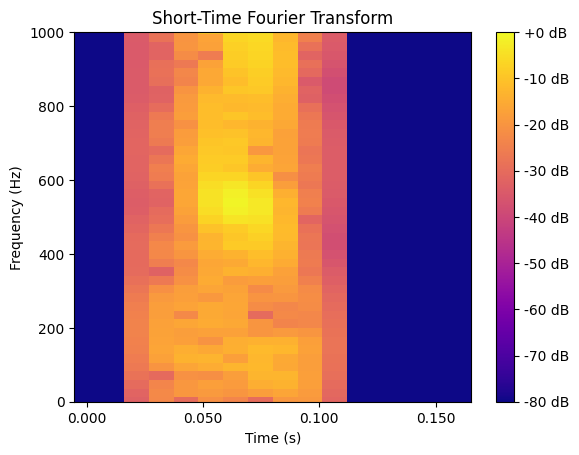 Short-Time Fourier Transform
1000
800
600
400
200
0
Frequency (Hz)
0.000
0.050
0.100
0.150
Time (s)
+0 dB
-10 dB
-20 dB
-30 dB
-40 dB
-50 dB
-60 dB
-70 dB
-80 dB